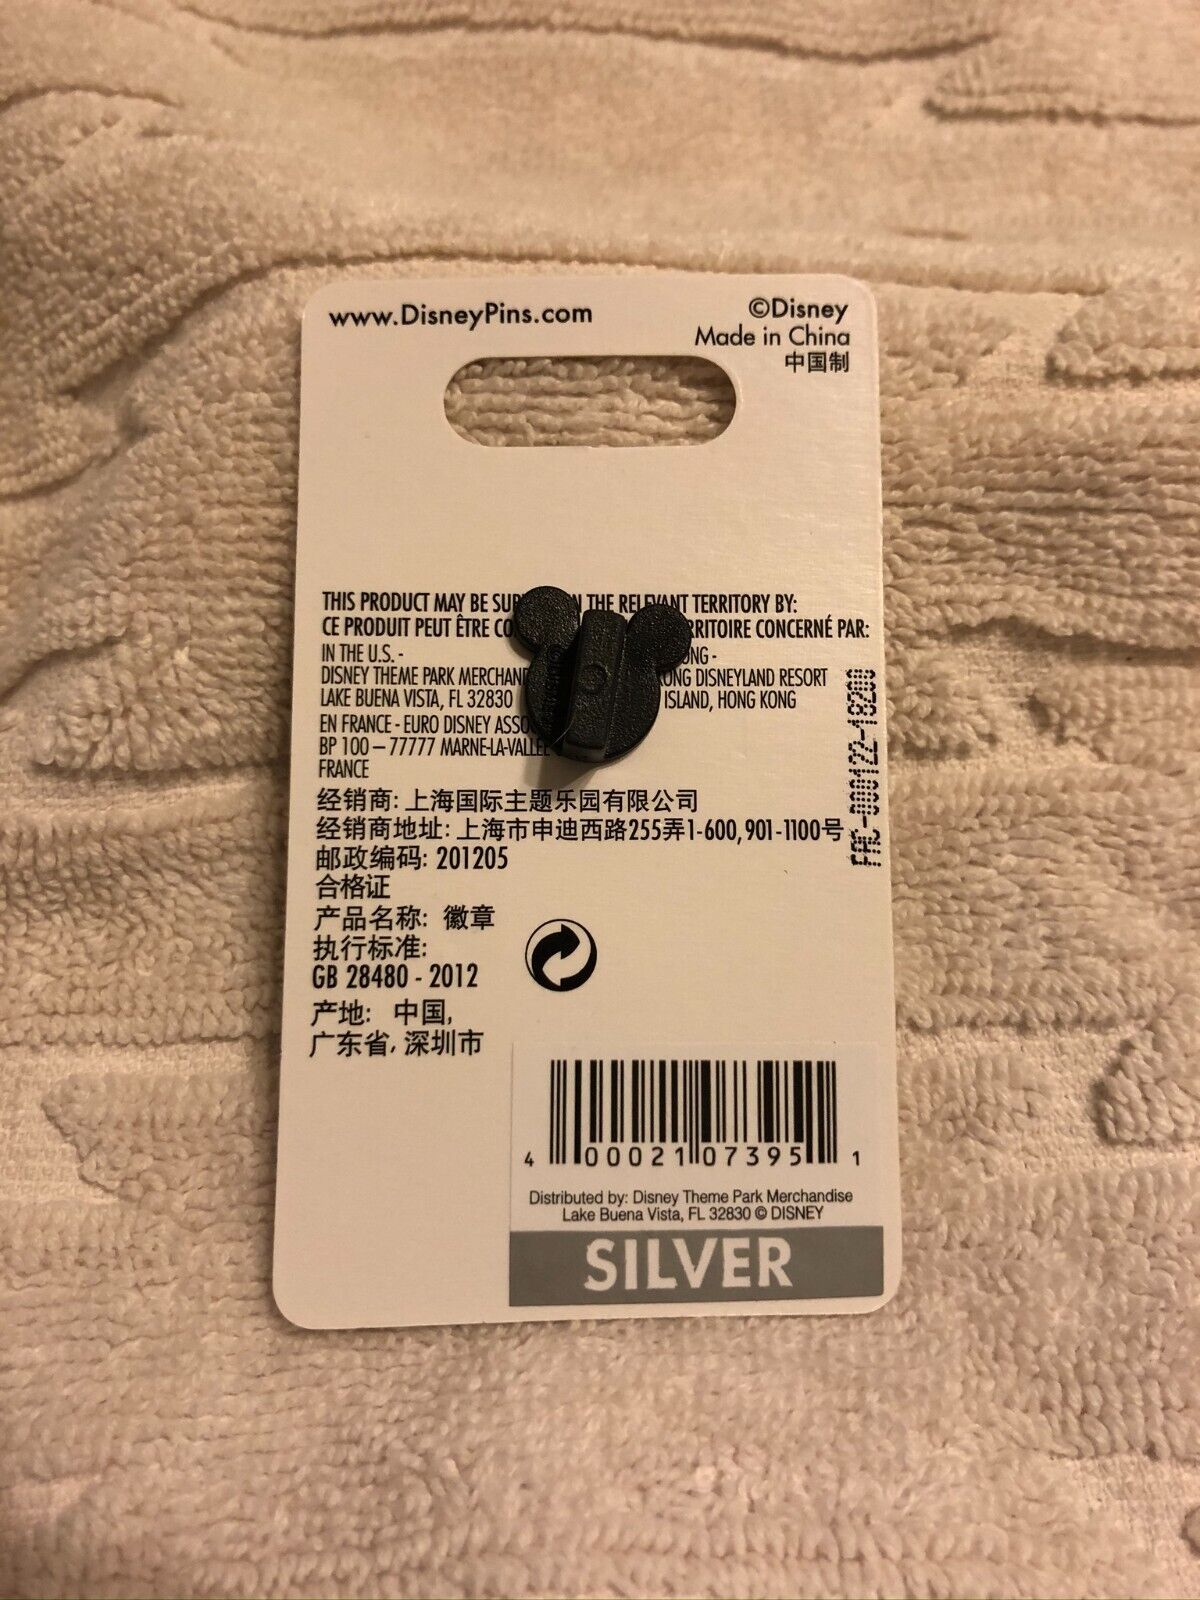 www.DisneyPins.com
©Disney
Made in China
中国制
THIS PRODUCT MAY BE IN THE RELEVANT TERRITORY BY:
CE PRODUIT PEUT ÊTRE CONCERNÉ PAR:
IN THE U.S. -
DISNEY THEME PARK
LAKE BUENA VISTA, FL 32830
EN FRANCE - EURO DISNEY
BP 100 – 77777 MARNE-LA-VALLÉE
FRANCE
DISNEYLAND RESORT
ISLAND, HONG KONG
经销商: 上海国际主题乐园有限公司
经销商地址: 上海市申迪西路255弄1-600,901-1100号
邮政编码: 201205
合格证
产品名称: 徽章
执行标准:
GB 28480 - 2012
产地: 中国,
广东省, 深圳市
FAC-000122-18200
4 00021 07395 1
Distributed by: Disney Theme Park Merchandise
Lake Buena Vista, FL 32830 © DISNEY
SILVER